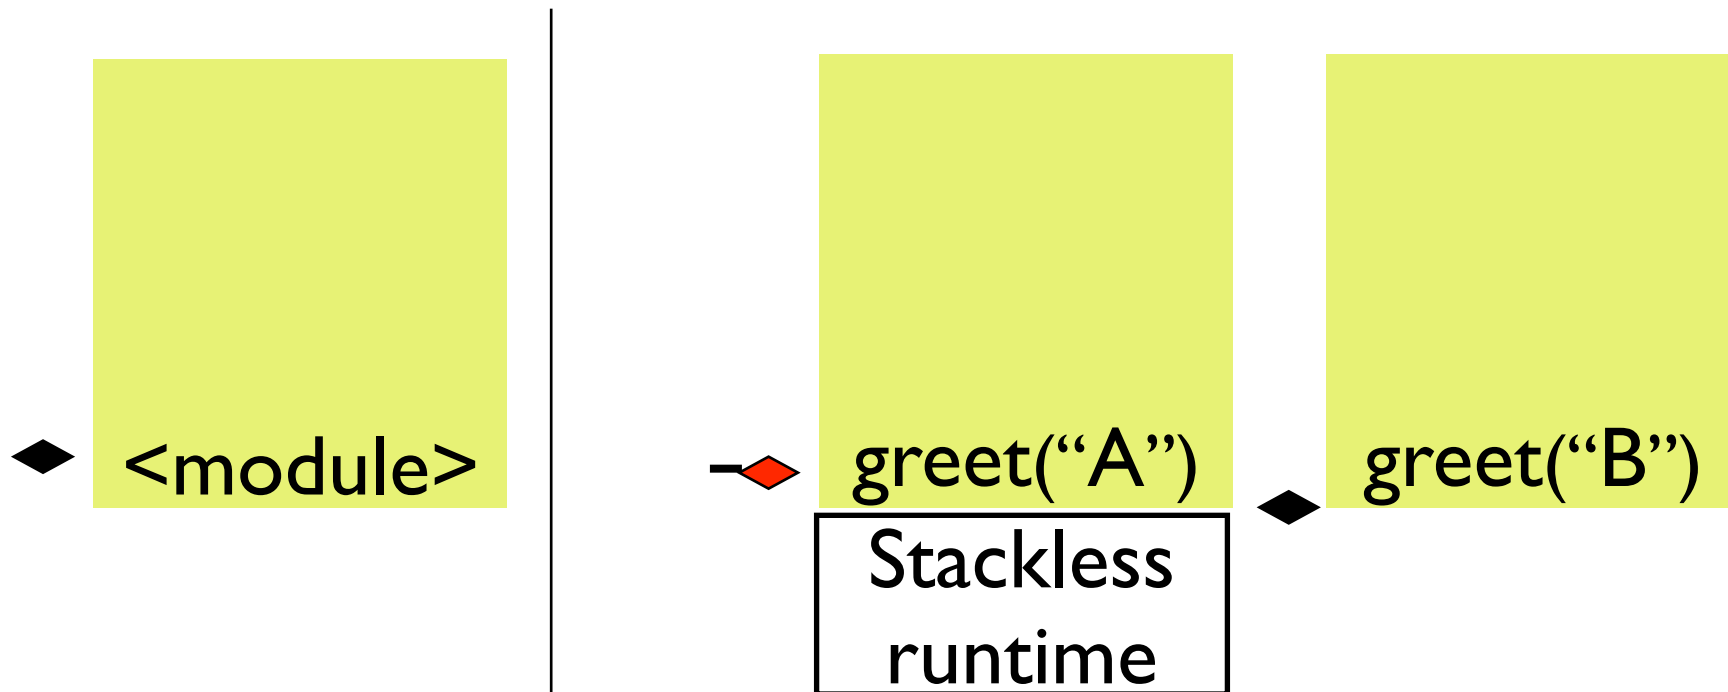 <module>
greet(“A”)
greet(“B”)
Stackless
runtime